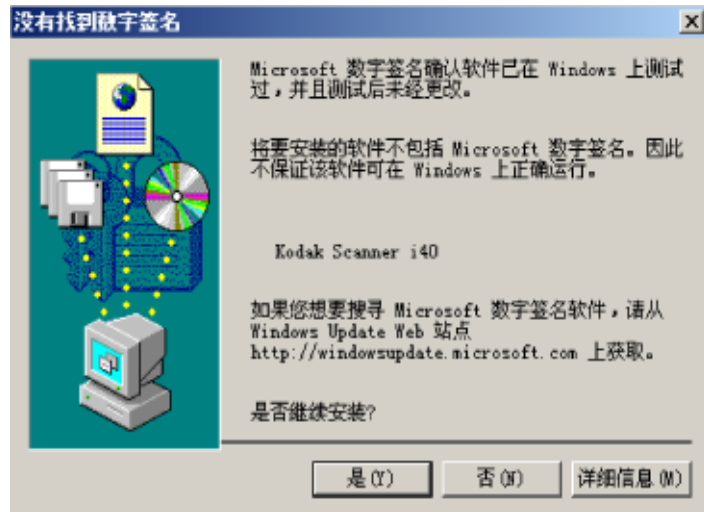 没有找到数字签名
Microsoft 数字签名确认软件已在 Windows 上测试
过，并且测试后未经更改。
将要安装的软件不包括 Microsoft 数字签名。因此
不保证该软件可在 Windows 上正确运行。
Kodak Scanner i40
如果您想要搜寻 Microsoft 数字签名软件，请从
Windows Update Web 站点
http://windowsupdate.microsoft.com 上获取。
是否继续安装?
是(Y) 否(N) 详细信息(M)